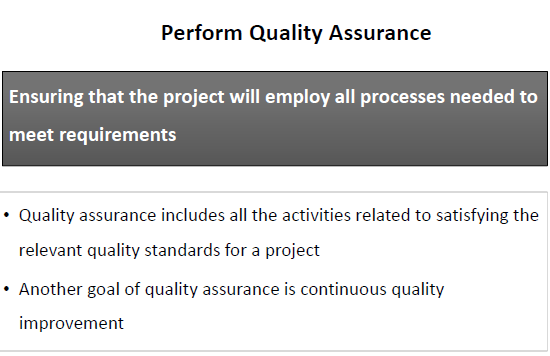 Perform Quality Assurance
Ensuring that the project will employ all processes needed to
meet requirements
• Quality assurance includes all the activities related to satisfying the
relevant quality standards for a project
• Another goal of quality assurance is continuous quality
improvement